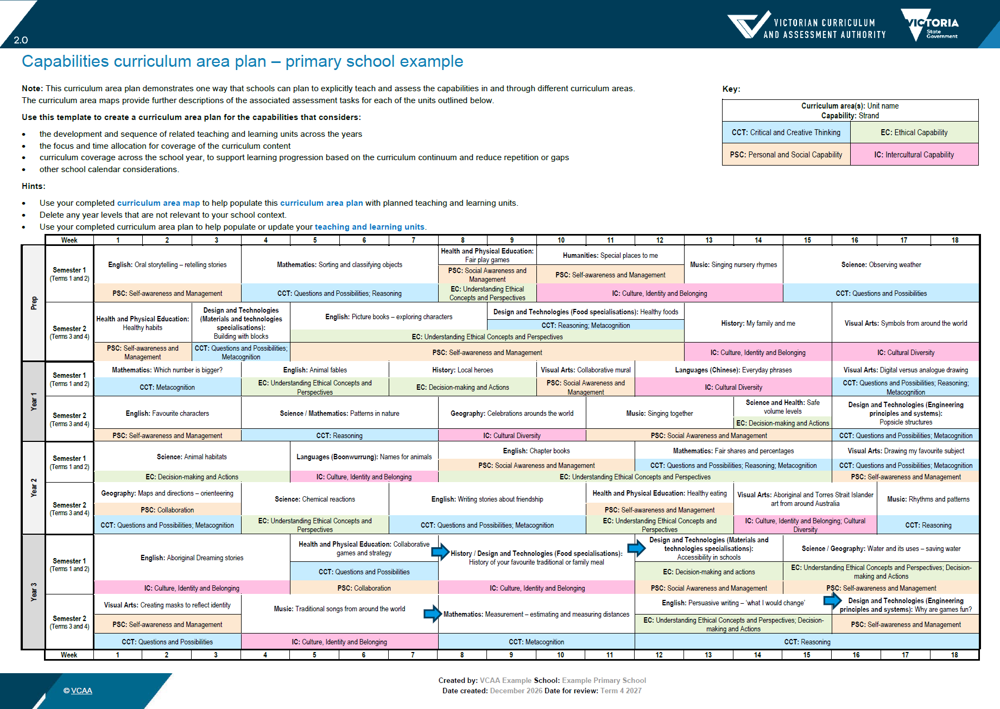 VICTORIAN CURRICULUM
AND ASSESSMENT AUTHORITY
VICTORIA
State
Government
2.0
Capabilities curriculum area plan – primary school example
Note: This curriculum area plan demonstrates one way that schools can plan to explicitly teach and assess the capabilities in and through different curriculum areas.
The curriculum area maps provide further descriptions of the associated assessment tasks for each of the units outlined below.
Use this template to create a curriculum area plan for the capabilities that considers:
• the development and sequence of related teaching and learning units across the years
• the focus and time allocation for coverage of the curriculum content
• curriculum coverage across the school year, to support learning progression based on the curriculum continuum and reduce repetition or gaps
• other school calendar considerations.
Hints:
• Use your completed curriculum area map to help populate this curriculum area plan with planned teaching and learning units.
• Delete any year levels that are not relevant to your school context.
• Use your completed curriculum area plan to help populate or update your teaching and learning units.
Key:
Curriculum area(s): Unit name
Capability: Strand
CCT: Critical and Creative Thinking
EC: Ethical Capability
PSC: Personal and Social Capability
IC: Intercultural Capability
Week 1 2 3 4 5 6 7 8 9 10 11 12 13 14 15 16 17 18
Prep
Semester 1
(Terms 1 and 2)
English: Oral storytelling – retelling stories
PSC: Self-awareness and Management
Mathematics: Sorting and classifying objects
CCT: Questions and Possibilities; Reasoning
Health and Physical Education:
Fair play games
PSC: Social Awareness and
Management
EC: Understanding Ethical
Concepts and Perspectives
Humanities: Special places to me
PSC: Self-awareness and Management
Music: Singing nursery rhymes
IC: Culture, Identity and Belonging
Science: Observing weather
CCT: Questions and Possibilities
Semester 2
(Terms 3 and 4)
Health and Physical Education:
Healthy habits
PSC: Self-awareness and
Management
Design and Technologies
(Materials and technologies
specialisations):
Building with blocks
CCT: Questions and Possibilities;
Metacognition
English: Picture books – exploring characters
Design and Technologies (Food specialisations): Healthy foods
CCT: Reasoning; Metacognition
EC: Understanding Ethical Concepts and Perspectives
PSC: Self-awareness and Management
History: My family and me
IC: Culture, Identity and Belonging
Visual Arts: Symbols from around the world
IC: Cultural Diversity
Year 1
Semester 1
(Terms 1 and 2)
Mathematics: Which number is bigger?
CCT: Metacognition
English: Animal fables
EC: Understanding Ethical Concepts and
Perspectives
History: Local heroes
EC: Decision-making and Actions
Visual Arts: Collaborative mural
PSC: Social Awareness and
Management
Languages (Chinese): Everyday phrases
IC: Cultural Diversity
Visual Arts: Digital versus analogue drawing
CCT: Questions and Possibilities; Reasoning;
Metacognition
Semester 2
(Terms 3 and 4)
English: Favourite characters
PSC: Self-awareness and Management
Science / Mathematics: Patterns in nature
CCT: Reasoning
Geography: Celebrations around the world
IC: Cultural Diversity
Music: Singing together
Science and Health: Safe
volume levels
EC: Decision-making and Actions
PSC: Social Awareness and Management
Design and Technologies (Engineering
principles and systems):
Popsicle structures
CCT: Questions and Possibilities; Metacognition
Year 2
Semester 1
(Terms 1 and 2)
Science: Animal habitats
EC: Decision-making and Actions
Languages (Boonwurrung): Names for animals
IC: Culture, Identity and Belonging
English: Chapter books
PSC: Social Awareness and Management
Mathematics: Fair shares and percentages
CCT: Questions and Possibilities; Reasoning; Metacognition
EC: Understanding Ethical Concepts and Perspectives
Visual Arts: Drawing my favourite subject
CCT: Questions and Possibilities; Metacognition
PSC: Self-awareness and Management
Semester 2
(Terms 3 and 4)
Geography: Maps and directions – orienteering
PSC: Collaboration
CCT: Questions and Possibilities; Metacognition
Science: Chemical reactions
EC: Understanding Ethical Concepts and
Perspectives
English: Writing stories about friendship
CCT: Questions and Possibilities; Metacognition
Health and Physical Education: Healthy eating
PSC: Self-awareness and Management
EC: Understanding Ethical Concepts and
Perspectives
Visual Arts: Aboriginal and Torres Strait Islander
art from around Australia
IC: Culture, Identity and Belonging; Cultural
Diversity
Music: Rhythms and patterns
CCT: Reasoning
Year 3
Semester 1
(Terms 1 and 2)
English: Aboriginal Dreaming stories
IC: Culture, Identity and Belonging
Health and Physical Education: Collaborative
games and strategy
CCT: Questions and Possibilities
PSC: Collaboration
History / Design and Technologies (Food specialisations):
History of your favourite traditional or family meal
IC: Culture, Identity and Belonging
Design and Technologies (Materials and
technologies specialisations):
Accessibility in schools
EC: Decision-making and actions
PSC: Social Awareness and Management
Science / Geography: Water and its uses – saving water
EC: Understanding Ethical Concepts and Perspectives; Decision-
making and Actions
PSC: Self-awareness and Management
Semester 2
(Terms 3 and 4)
Visual Arts: Creating masks to reflect identity
PSC: Self-awareness and Management
CCT: Questions and Possibilities
Music: Traditional songs from around the world
IC: Culture, Identity and Belonging
Mathematics: Measurement – estimating and measuring distances
CCT: Metacognition
English: Persuasive writing – ‘what I would change’
EC: Understanding Ethical Concepts and Perspectives; Decision-
making and Actions
Design and Technologies (Engineering
principles and systems): Why are games fun?
PSC: Self-awareness and Management
CCT: Reasoning
Week 1 2 3 4 5 6 7 8 9 10 11 12 13 14 15 16 17 18
Created by: VCAA Example School: Example Primary School
Date created: December 2026 Date for review: Term 4 2027
© VCAA